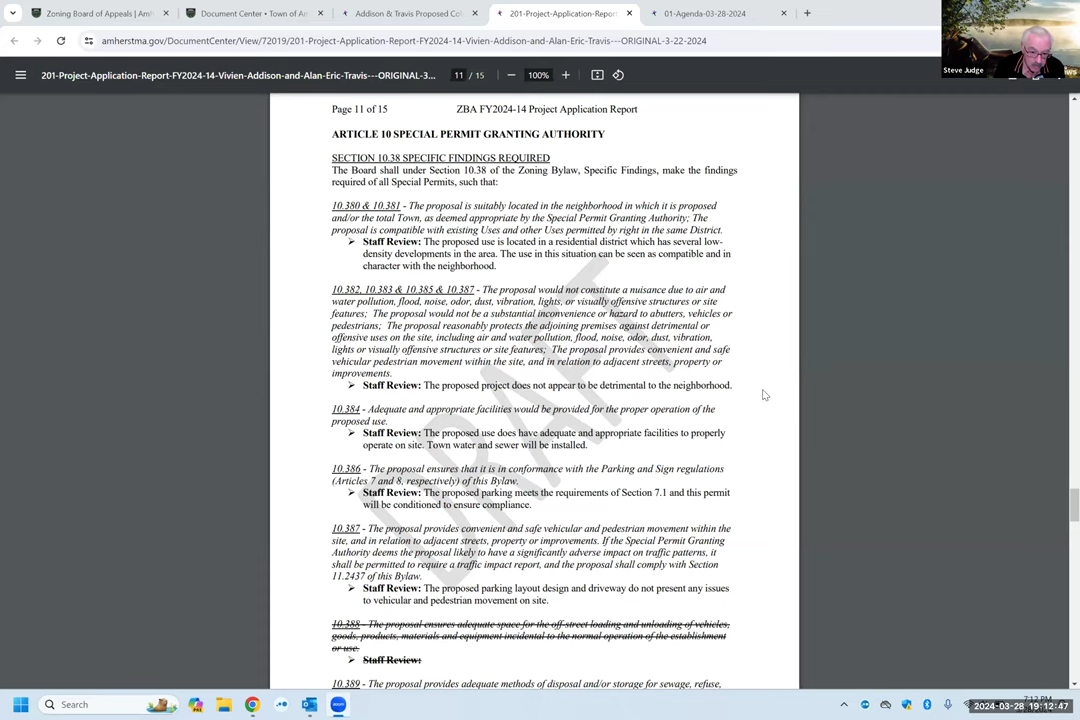 Zoning Board of Appeals | Amh
Document Center • Town of Am
Addison & Travis Proposed Co
201-Project-Application-Report
01-Agenda-03-28-2024
amherstma.gov/DocumentCenter/View/72019/201-Project-Application-Report-FY2024-14-Vivien-Addison-and-Alan-Eric-Travis---ORIGINAL-3-22-2024
201-Project-Application-Report-FY2024-14-Vivien-Addison-and-Alan-Eric-Travis---ORIGINAL-3...
11 / 15
100%
Steve Judge
Page 11 of 15 ZBA FY2024-14 Project Application Report
ARTICLE 10 SPECIAL PERMIT GRANTING AUTHORITY
SECTION 10.38 SPECIFIC FINDINGS REQUIRED
The Board shall under Section 10.38 of the Zoning Bylaw, Specific Findings, make the findings
required of all Special Permits, such that:
10.380 & 10.381 - The proposal is suitably located in the neighborhood in which it is proposed
and/or the total Town, as deemed appropriate by the Special Permit Granting Authority; The
proposal is compatible with existing Uses and other Uses permitted by right in the same District.
➢ Staff Review: The proposed use is located in a residential district which has several low-
density developments in the area. The use in this situation can be seen as compatible and in
character with the neighborhood.
10.382, 10.383 & 10.385 & 10.387 - The proposal would not constitute a nuisance due to air and
water pollution, flood, noise, odor, dust, vibration, lights, or visually offensive structures or site
features; The proposal would not be a substantial inconvenience or hazard to abutters, vehicles or
pedestrians; The proposal reasonably protects the adjoining premises against detrimental or
offensive uses on the site, including air and water pollution, flood, noise, odor, dust, vibration,
lights or visually offensive structures or site features; The proposal provides convenient and safe
vehicular pedestrian movement within the site, and in relation to adjacent streets, property or
improvements.
➢ Staff Review: The proposed project does not appear to be detrimental to the neighborhood.
10.384 - Adequate and appropriate facilities would be provided for the proper operation of the
proposed use.
➢ Staff Review: The proposed use does have adequate and appropriate facilities to properly
operate on site. Town water and sewer will be installed.
10.386 - The proposal ensures that it is in conformance with the Parking and Sign regulations
(Articles 7 and 8, respectively) of this Bylaw.
➢ Staff Review: The proposed parking meets the requirements of Section 7.1 and this permit
will be conditioned to ensure compliance.
10.387 - The proposal provides convenient and safe vehicular and pedestrian movement within the
site, and in relation to adjacent streets, property or improvements. If the Special Permit Granting
Authority deems the proposal likely to have a significantly adverse impact on traffic patterns, it
shall be permitted to require a traffic impact report, and the proposal shall comply with Section
11.2437 of this Bylaw.
➢ Staff Review: The proposed parking layout design and driveway do not present any issues
to vehicular and pedestrian movement on site.
10.388 - The proposal ensures adequate space for the off-street loading and unloading of vehicles,
goods, products, materials and equipment incidental to the normal operation of the establishment
or use.
➢ Staff Review:
10.389 - The proposal provides adequate methods of disposal and/or storage for sewage, refuse,
DRAFT
Search
7:12 PM
2024-03-28 19:12:47